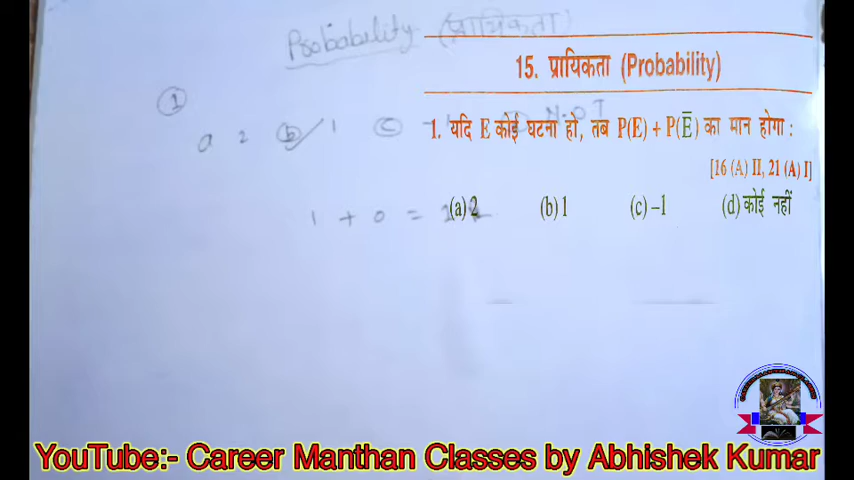 Probability (प्रायिकता)
15. प्रायिकता (Probability)
①
a 2 ⓑ 1 ⓒ -1 N.O.T
1. यदि E कोई घटना हो, तब P(E) + P(E̅) का मान होगा :
[16 (A) II, 21 (A) I]
(a) 2 (b) 1 (c) –1 (d) कोई नहीं
1 + 0 = 1
YouTube:- Career Manthan Classes by Abhishek Kumar